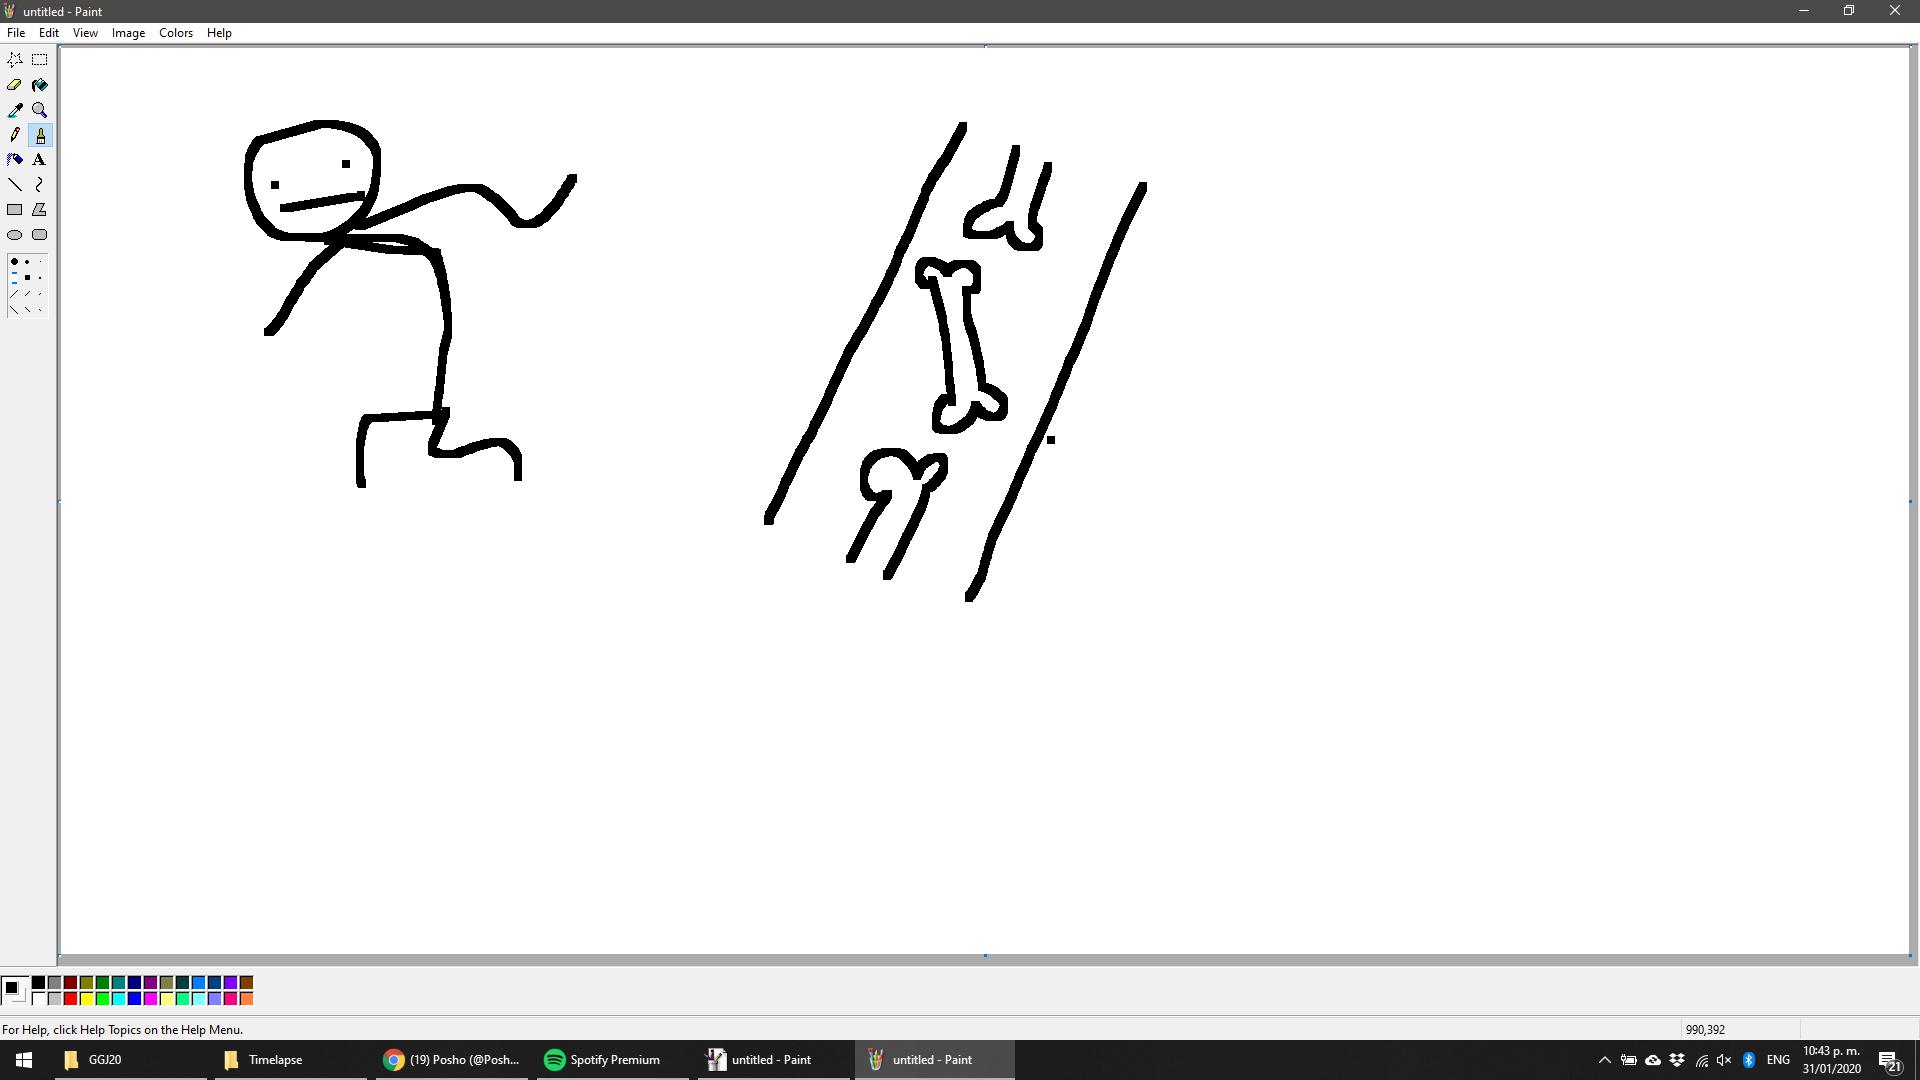 untitled - Paint
File Edit View Image Colors Help
A
For Help, click Help Topics on the Help Menu.
990,392
GGJ20
Timelapse
(19) Posho (@Posh...
Spotify Premium
untitled - Paint
untitled - Paint
ENG
10:43 p. m.
31/01/2020
21